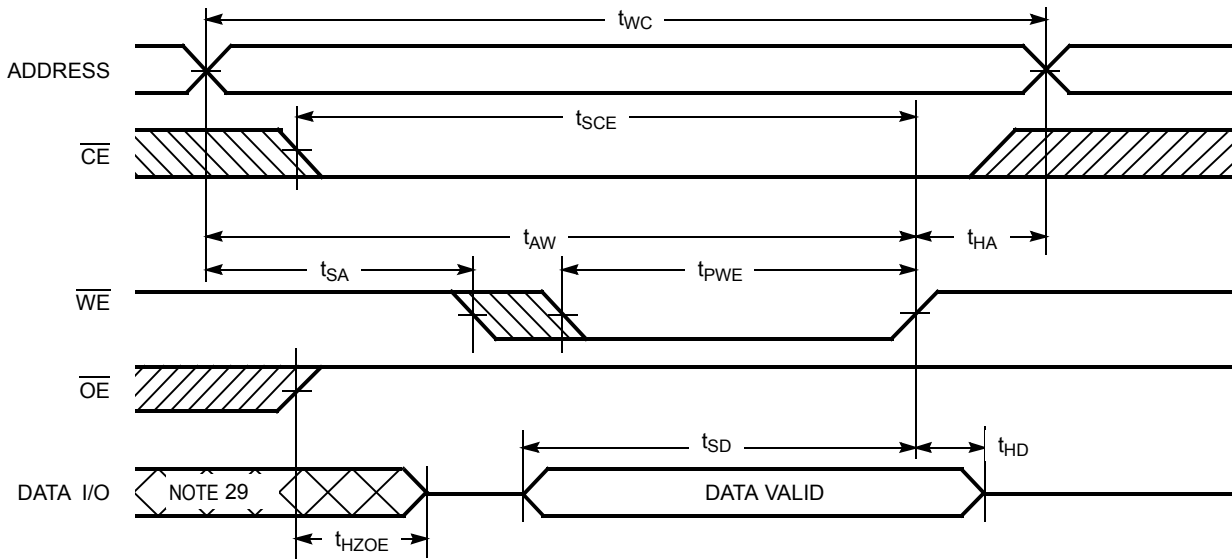 tWC
ADDRESS
tSCE
CE
tAW
tHA
tSA
tPWE
WE
OE
tSD
tHD
DATA I/O
NOTE 29
DATA VALID
tHZOE